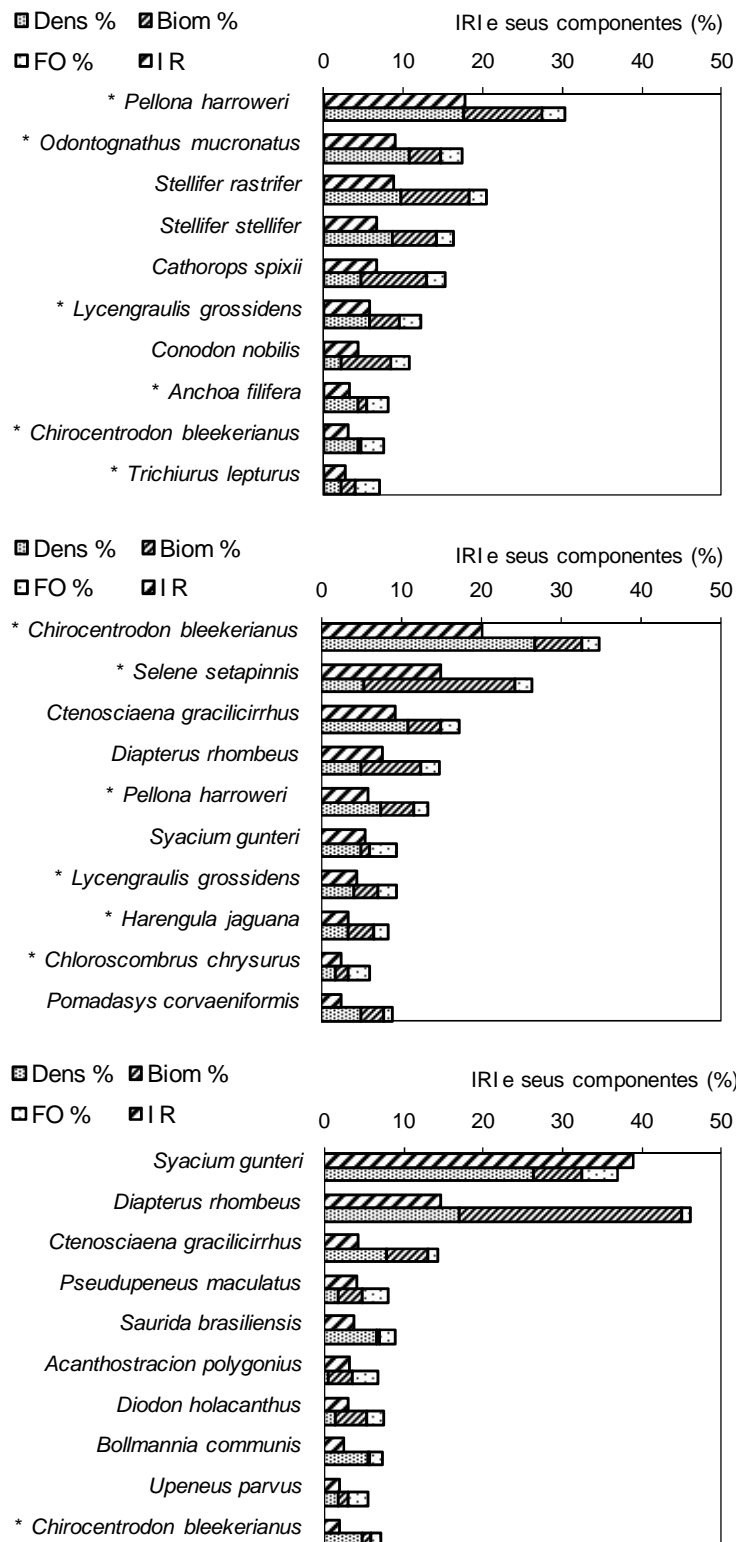 Dens % Biom % IRI e seus componentes (%)
FO % I R 0 10 20 30 40 50
* Pellona harroweri
* Odontognathus mucronatus
Stellifer rastrifer
Stellifer stellifer
Cathorops spixii
* Lycengraulis grossidens
Conodon nobilis
* Anchoa filifera
* Chirocentrodon bleekerianus
* Trichiurus lepturus
Dens % Biom % IRI e seus componentes (%)
FO % I R 0 10 20 30 40 50
* Chirocentrodon bleekerianus
* Selene setapinnis
Ctenosciaena gracilicirrhus
Diapterus rhombeus
* Pellona harroweri
Syacium gunteri
* Lycengraulis grossidens
* Harengula jaguana
* Chloroscombrus chrysurus
Pomadasys corvaeniformis
Dens % Biom % IRI e seus componentes (%)
FO % I R 0 10 20 30 40 50
Syacium gunteri
Diapterus rhombeus
Ctenosciaena gracilicirrhus
Pseudupeneus maculatus
Saurida brasiliensis
Acanthostracion polygonius
Diodon holacanthus
Bollmannia communis
Upeneus parvus
* Chirocentrodon bleekerianus